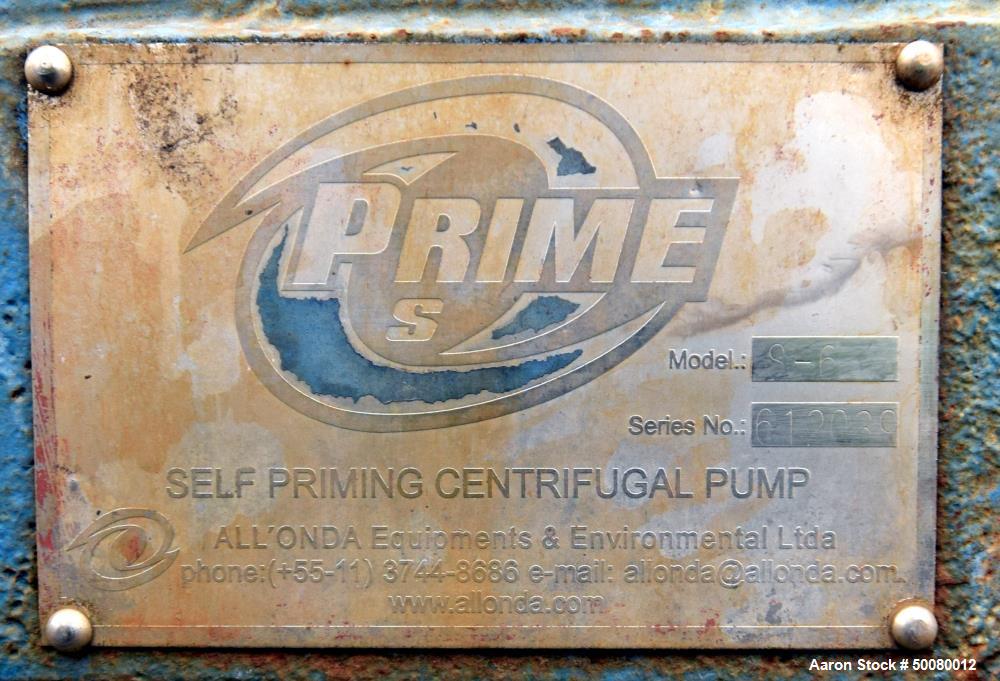 PRIME
S
Model.: S-6
Series No.: 612039
SELF PRIMING CENTRIFUGAL PUMP
ALL'ONDA Equipments & Environmental Ltda
phone:(+55-11) 3744-8686 e-mail: allonda@allonda.com
www.allonda.com
Aaron Stock # 50080012